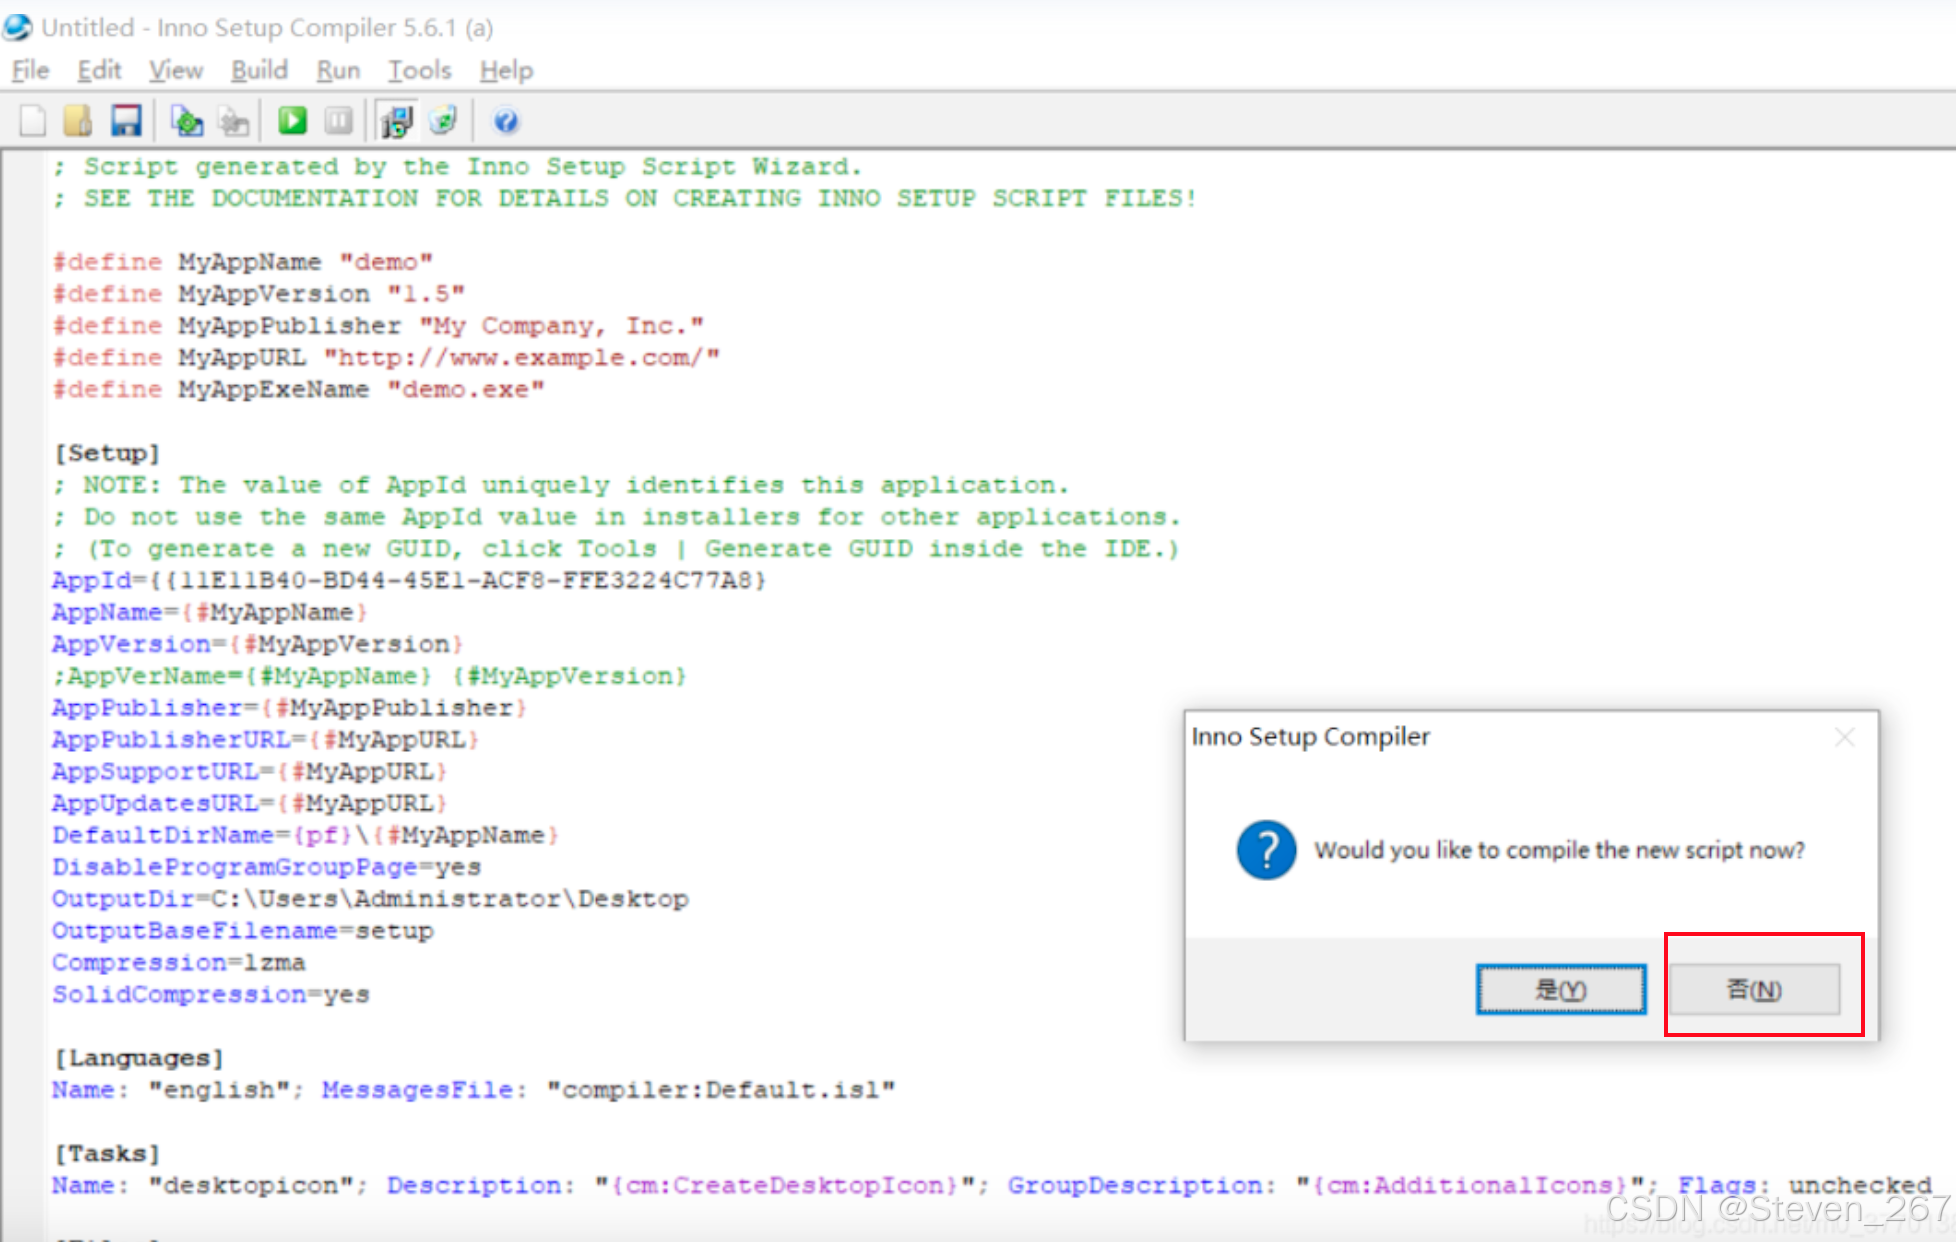 Untitled - Inno Setup Compiler 5.6.1 (a)
File Edit View Build Run Tools Help
; Script generated by the Inno Setup Script Wizard.
; SEE THE DOCUMENTATION FOR DETAILS ON CREATING INNO SETUP SCRIPT FILES!
#define MyAppName "demo"
#define MyAppVersion "1.5"
#define MyAppPublisher "My Company, Inc."
#define MyAppURL "http://www.example.com/"
#define MyAppExeName "demo.exe"
[Setup]
; NOTE: The value of AppId uniquely identifies this application.
; Do not use the same AppId value in installers for other applications.
; (To generate a new GUID, click Tools | Generate GUID inside the IDE.)
AppId={{11E11B40-BD44-45E1-ACF8-FFE3224C77A8}
AppName={#MyAppName}
AppVersion={#MyAppVersion}
;AppVerName={#MyAppName} {#MyAppVersion}
AppPublisher={#MyAppPublisher}
AppPublisherURL={#MyAppURL}
AppSupportURL={#MyAppURL}
AppUpdatesURL={#MyAppURL}
DefaultDirName={pf}\{#MyAppName}
DisableProgramGroupPage=yes
OutputDir=C:\Users\Administrator\Desktop
OutputBaseFilename=setup
Compression=lzma
SolidCompression=yes
[Languages]
Name: "english"; MessagesFile: "compiler:Default.isl"
[Tasks]
Name: "desktopicon"; Description: "{cm:CreateDesktopIcon}"; GroupDescription: "{cm:AdditionalIcons}"; Flags: unchecked
Inno Setup Compiler
Would you like to compile the new script now?
是(Y)
否(N)
CSDN @Steven_267